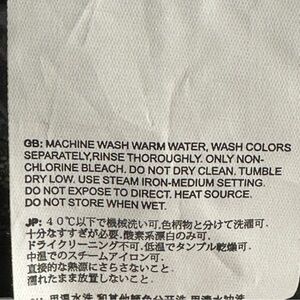 GB: MACHINE WASH WARM WATER, WASH COLORS
SEPARATELY,RINSE THOROUGHLY. ONLY NON-
CHLORINE BLEACH. DO NOT DRY CLEAN. TUMBLE
DRY LOW. USE STEAM IRON-MEDIUM SETTING.
DO NOT EXPOSE TO DIRECT. HEAT SOURCE.
DO NOT STORE WHEN WET.
JP: 40℃以下で機械洗い可,色柄物と分けて洗濯可.
十分なすすぎが必要,酸素系漂白のみ可.
ドライクリーニング不可,低温でタンブル乾燥可.
中温でのスチームアイロン可.
直接的な熱源にさらさないこと.
濡れたまま放置しないこと.